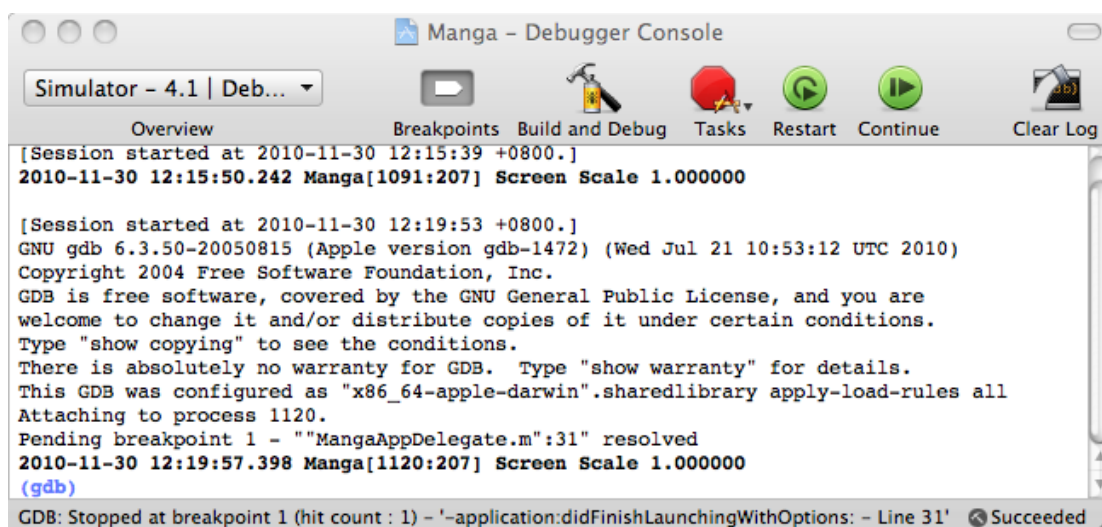 Manga - Debugger Console
Simulator - 4.1 | Deb...
Overview
Breakpoints
Build and Debug
Tasks
Restart
Continue
Clear Log
[Session started at 2010-11-30 12:15:39 +0800.]
2010-11-30 12:15:50.242 Manga[1091:207] Screen Scale 1.000000
[Session started at 2010-11-30 12:19:53 +0800.]
GNU gdb 6.3.50-20050815 (Apple version gdb-1472) (Wed Jul 21 10:53:12 UTC 2010)
Copyright 2004 Free Software Foundation, Inc.
GDB is free software, covered by the GNU General Public License, and you are
welcome to change it and/or distribute copies of it under certain conditions.
Type "show copying" to see the conditions.
There is absolutely no warranty for GDB.  Type "show warranty" for details.
This GDB was configured as "x86_64-apple-darwin".sharedlibrary apply-load-rules all
Attaching to process 1120.
Pending breakpoint 1 - ""MangaAppDelegate.m":31" resolved
2010-11-30 12:19:57.398 Manga[1120:207] Screen Scale 1.000000
(gdb)
GDB: Stopped at breakpoint 1 (hit count : 1) - '-application:didFinishLaunchingWithOptions: - Line 31'
Succeeded